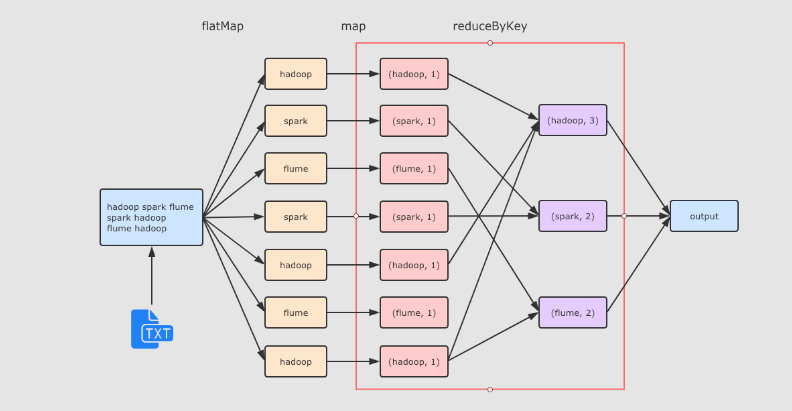 flatMap
map
reduceByKey
hadoop spark flume
spark hadoop
flume hadoop
TXT
hadoop
spark
flume
spark
hadoop
flume
hadoop
(hadoop, 1)
(spark, 1)
(flume, 1)
(spark, 1)
(hadoop, 1)
(flume, 1)
(hadoop, 1)
(hadoop, 3)
(spark, 2)
(flume, 2)
output